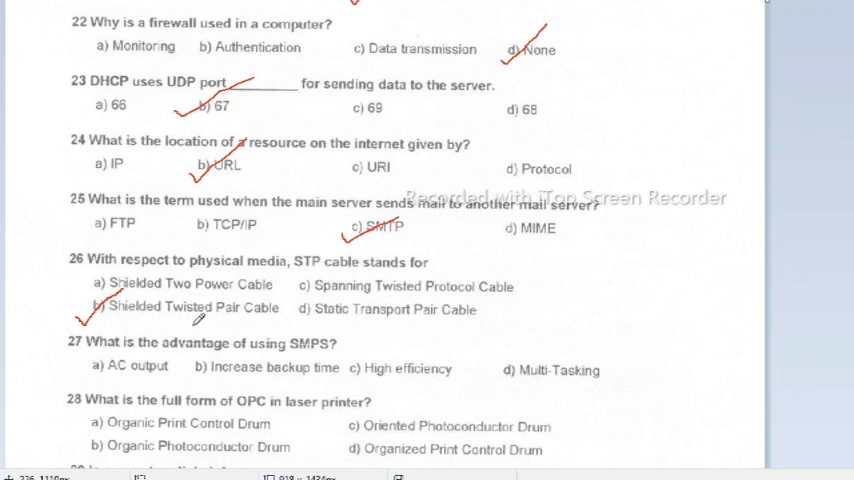 22 Why is a firewall used in a computer?
a) Monitoring b) Authentication c) Data transmission d) None
23 DHCP uses UDP port ________ for sending data to the server.
a) 66 b) 67 c) 69 d) 68
24 What is the location of a resource on the internet given by?
a) IP b) URL c) URI d) Protocol
Recorded with iTop Screen Recorder
25 What is the term used when the main server sends mail to another mail server?
a) FTP b) TCP/IP c) SMTP d) MIME
26 With respect to physical media, STP cable stands for
a) Shielded Two Power Cable c) Spanning Twisted Protocol Cable
b) Shielded Twisted Pair Cable d) Static Transport Pair Cable
27 What is the advantage of using SMPS?
a) AC output b) Increase backup time c) High efficiency d) Multi-Tasking
28 What is the full form of OPC in laser printer?
a) Organic Print Control Drum c) Oriented Photoconductor Drum
b) Organic Photoconductor Drum d) Organized Print Control Drum